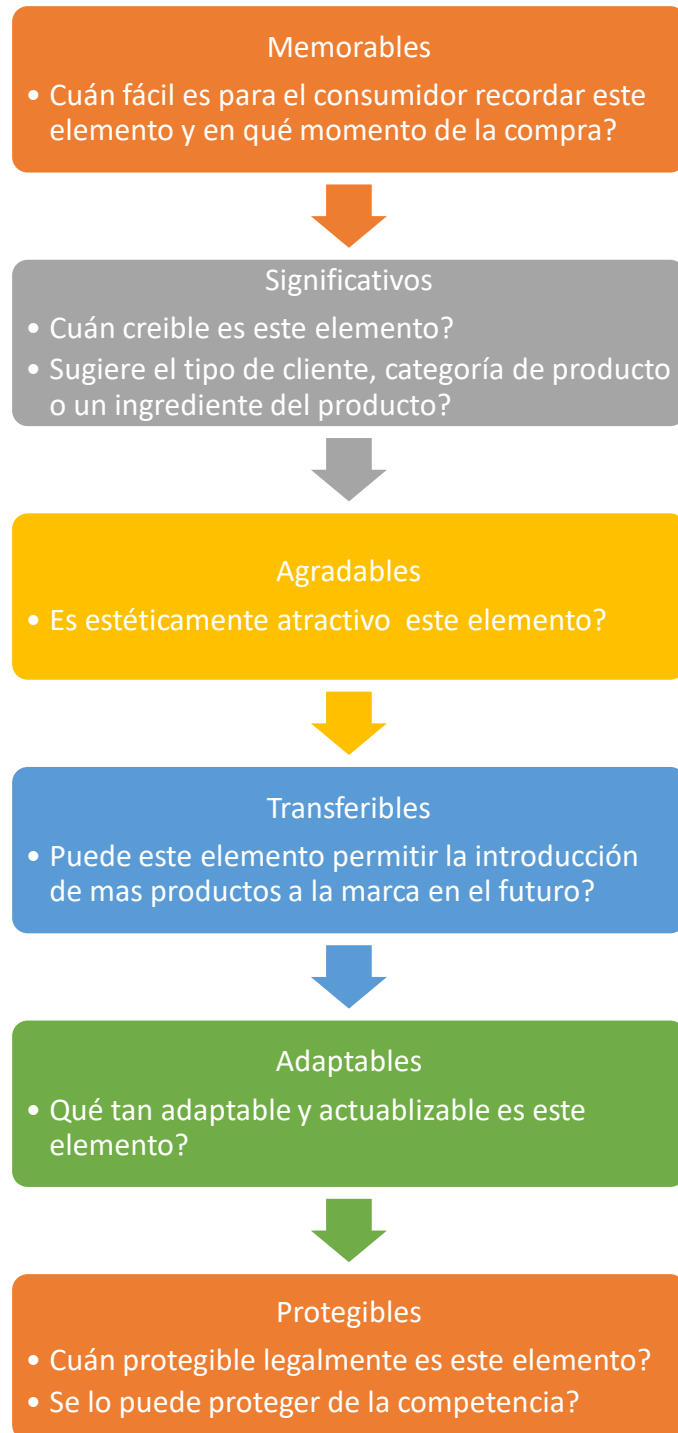 Memorables
• Cuán fácil es para el consumidor recordar este
elemento y en qué momento de la compra?
Significativos
• Cuán creible es este elemento?
• Sugiere el tipo de cliente, categoría de producto
o un ingrediente del producto?
Agradables
• Es estéticamente atractivo  este elemento?
Transferibles
• Puede este elemento permitir la introducción
de mas productos a la marca en el futuro?
Adaptables
• Qué tan adaptable y actuablizable es este
elemento?
Protegibles
• Cuán protegible legalmente es este elemento?
• Se lo puede proteger de la competencia?